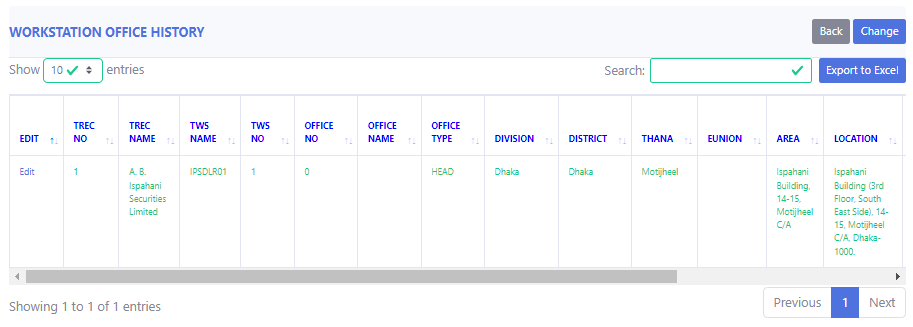 WORKSTATION OFFICE HISTORY
Back
Change
Show 10 entries
Search:
Export to Excel
EDIT
TREC NO
TREC NAME
TWS NAME
TWS NO
OFFICE NO
OFFICE NAME
OFFICE TYPE
DIVISION
DISTRICT
THANA
EUNION
AREA
LOCATION
Edit
1
A. B.
Ispahani
Securities
Limited
IPSDLR01
1
0
HEAD
Dhaka
Dhaka
Motijheel
Ispahani
Building,
14-15,
Motijheel
C/A
Ispahani
Building (3rd
Floor, South
East Side), 14-
15, Motijheel
C/A, Dhaka-
1000.
Showing 1 to 1 of 1 entries
Previous
1
Next